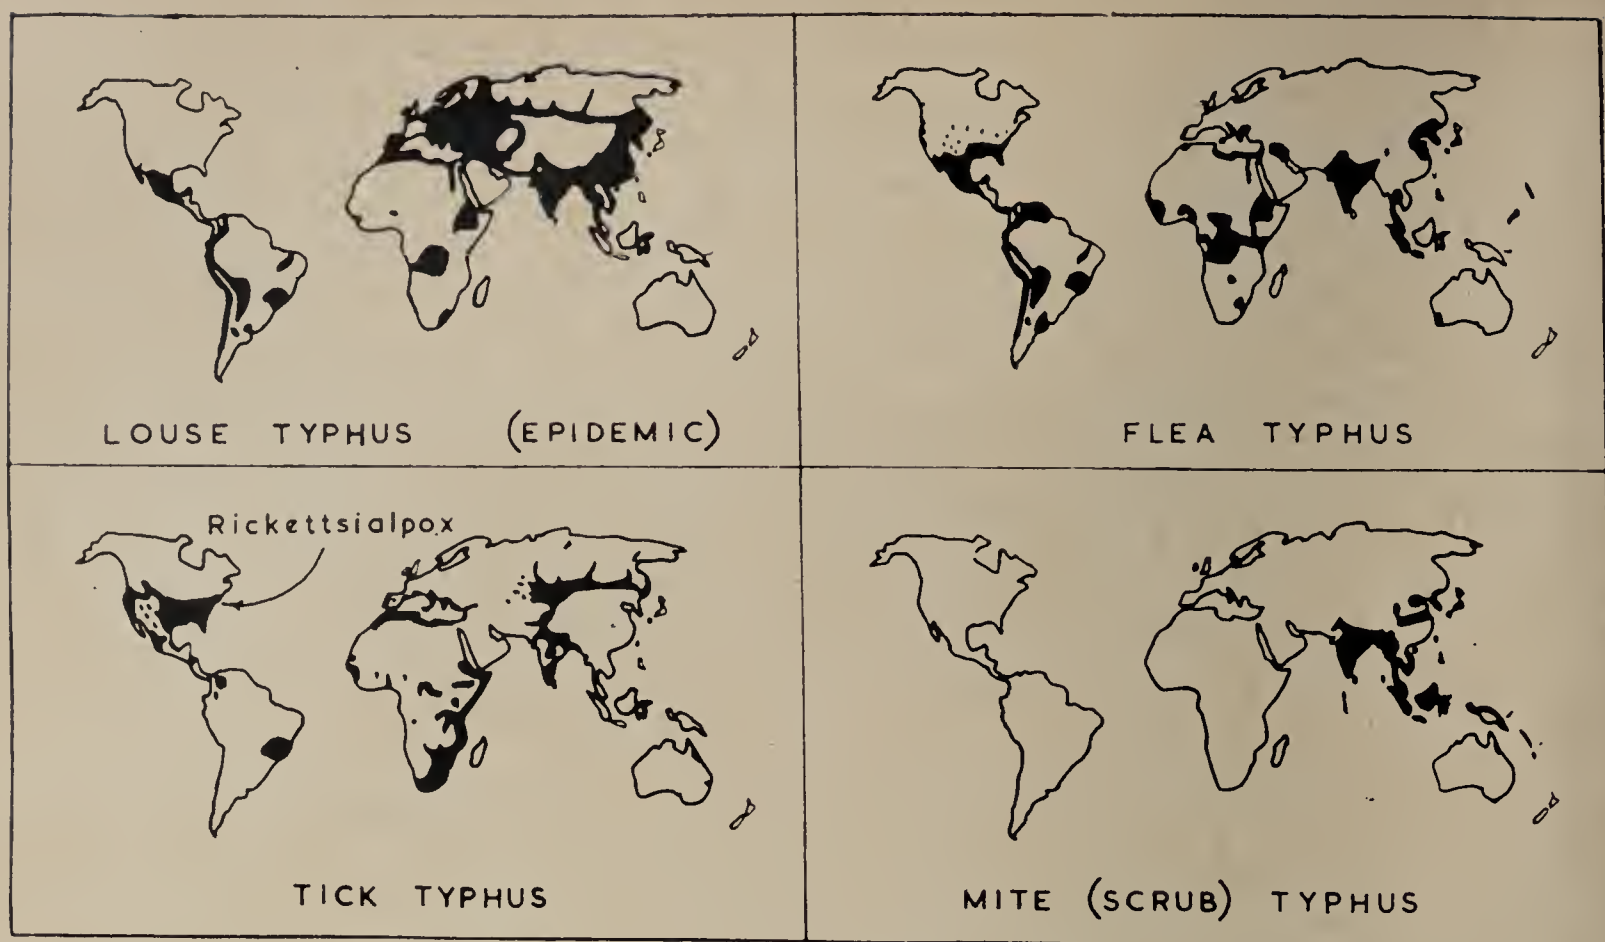 LOUSE TYPHUS (EPIDEMIC)
FLEA TYPHUS
Rickettsialpox
TICK TYPHUS
MITE (SCRUB) TYPHUS